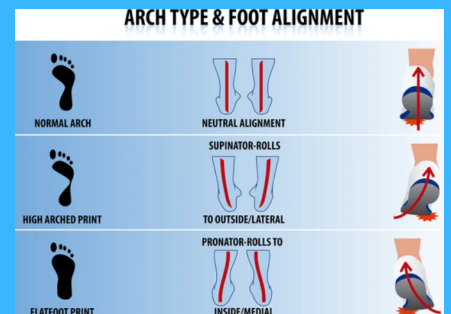 ARCH TYPE & FOOT ALIGNMENT
NORMAL ARCH
NEUTRAL ALIGNMENT
SUPINATOR-ROLLS
HIGH ARCHED PRINT
TO OUTSIDE/LATERAL
PRONATOR-ROLLS TO
FLATFOOT PRINT
INSIDE/MEDIAL